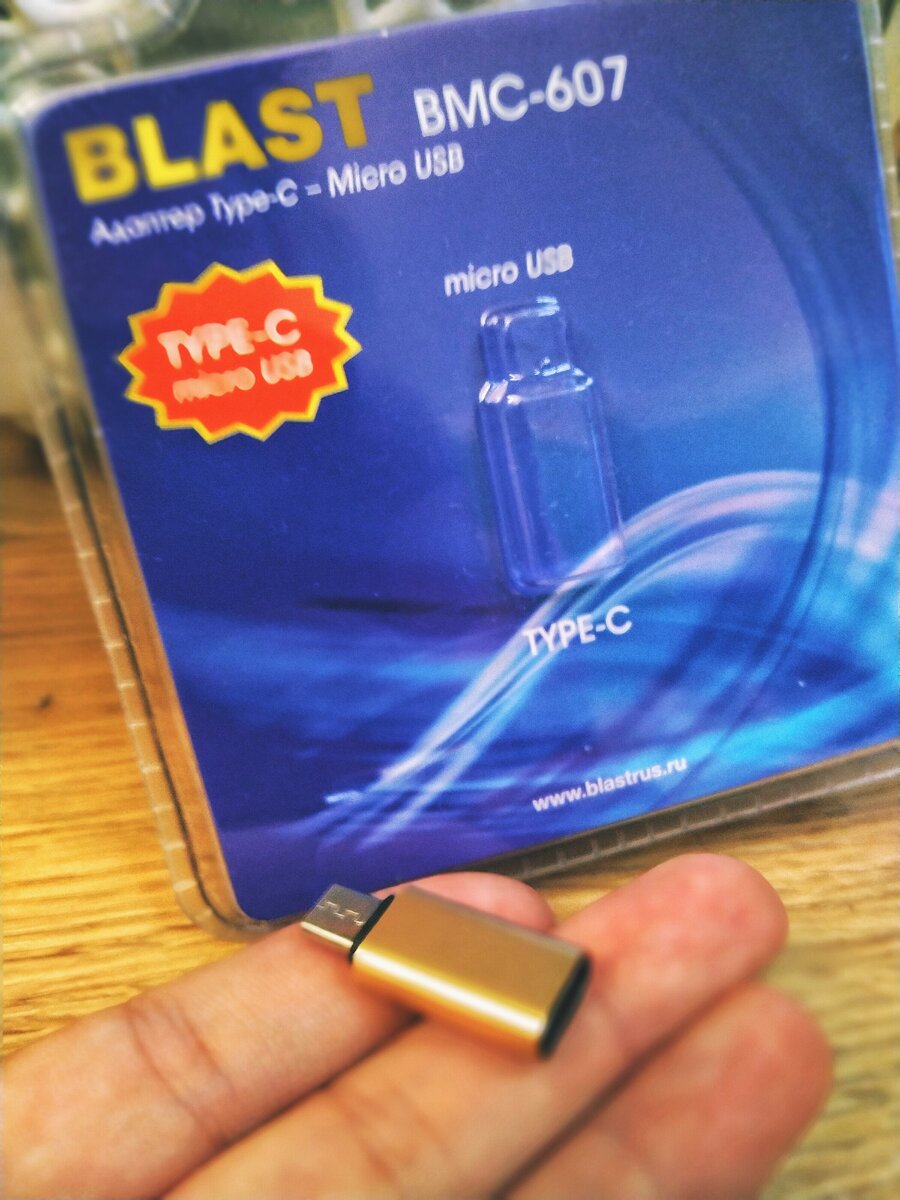 BLAST BMC-607
Адаптер Type-C = Micro USB
TYPE-C
micro USB
micro USB
TYPE-C
www.blastrus.ru